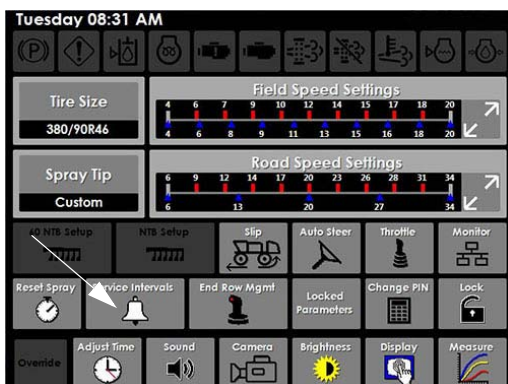 Tuesday 08:31 AM
(P)
Tire Size
380/90R46
Field Speed Settings
4 6 7 9 10 12 14 15 17 18 20
4 6 8 9 11 13 15 16 18 20
Spray Tip
Custom
Road Speed Settings
6 9 12 14 17 20 23 26 28 31 34
6 13 20 27 34
60 NTB Setup
NTB Setup
Slip
Auto Steer
Throttle
Monitor
Reset Spray
Service Intervals
End Row Mgmt
Locked
Parameters
Change PIN
Lock
Override
Adjust Time
Sound
Camera
Brightness
Display
Measure